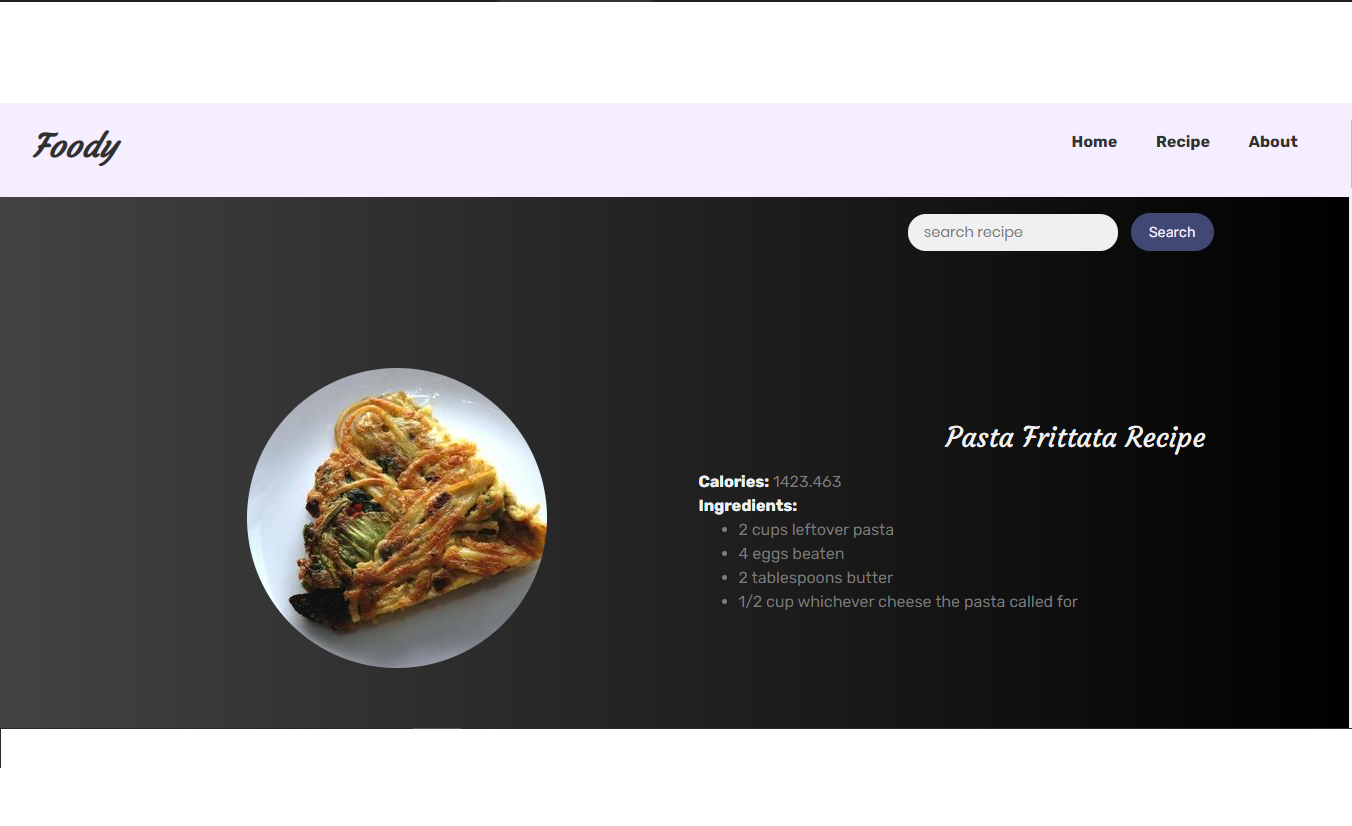 Foody
Home Recipe About
search recipe Search
Pasta Frittata Recipe
Calories: 1423.463
Ingredients:
• 2 cups leftover pasta
• 4 eggs beaten
• 2 tablespoons butter
• 1/2 cup whichever cheese the pasta called for